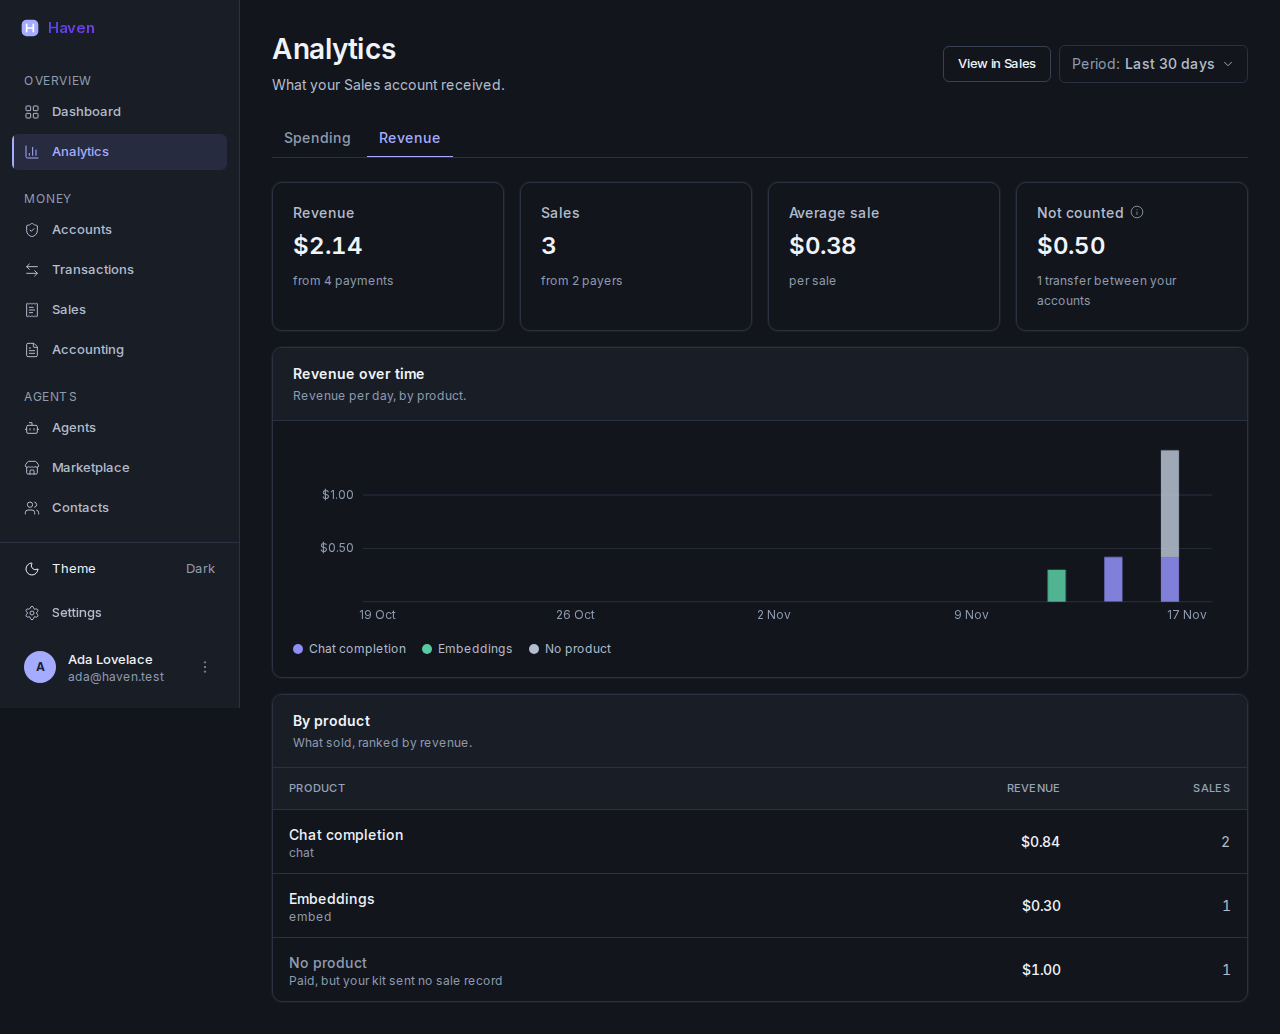 Haven
OVERVIEW
Dashboard
Analytics
MONEY
Accounts
Transactions
Sales
Accounting
AGENTS
Agents
Marketplace
Contacts
Theme Dark
Settings
A
Ada Lovelace
ada@haven.test
Analytics
What your Sales account received.
View in Sales
Period: Last 30 days
Spending Revenue
Revenue
$2.14
from 4 payments
Sales
3
from 2 payers
Average sale
$0.38
per sale
Not counted
$0.50
1 transfer between your
accounts
Revenue over time
Revenue per day, by product.
$1.00
$0.50
19 Oct 26 Oct 2 Nov 9 Nov 17 Nov
Chat completion Embeddings No product
By product
What sold, ranked by revenue.
PRODUCT REVENUE SALES
Chat completion
chat
$0.84 2
Embeddings
embed
$0.30 1
No product
Paid, but your kit sent no sale record
$1.00 1